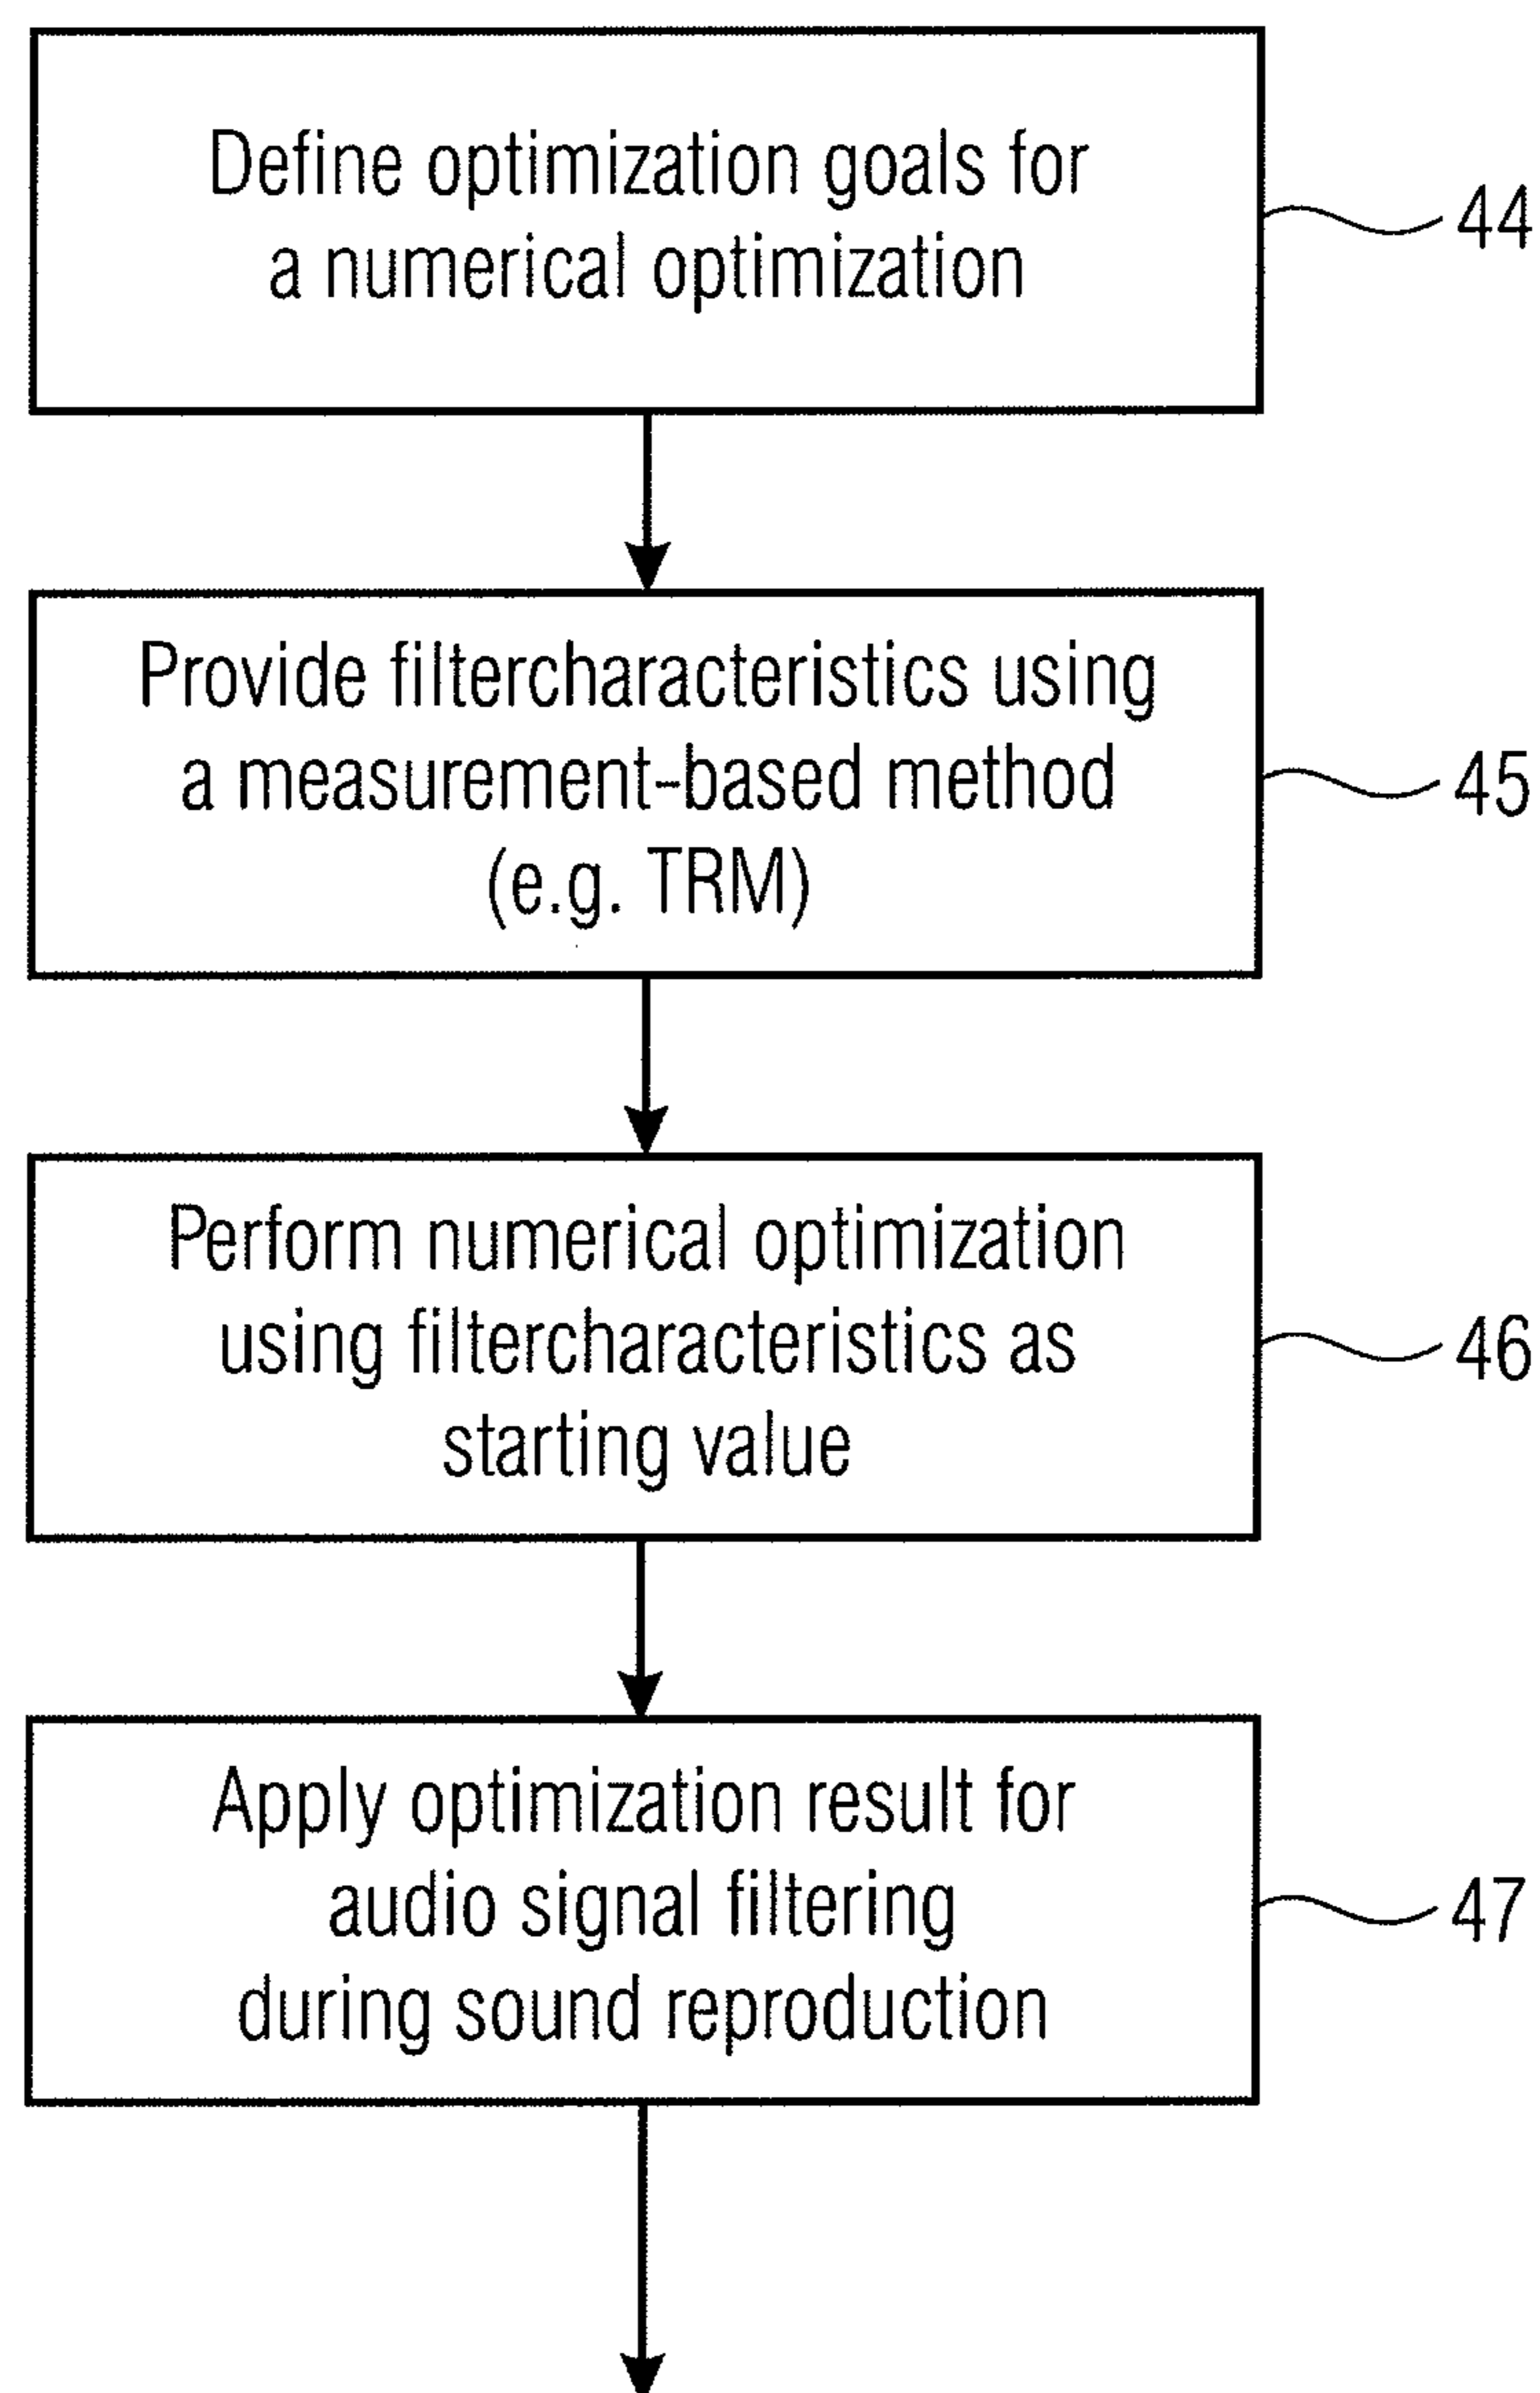 Define optimization goals for
a numerical optimization
44
Provide filtercharacteristics using
a measurement-based method
(e.g. TRM)
45
Perform numerical optimization
using filtercharacteristics as
starting value
46
Apply optimization result for
audio signal filtering
during sound reproduction
47